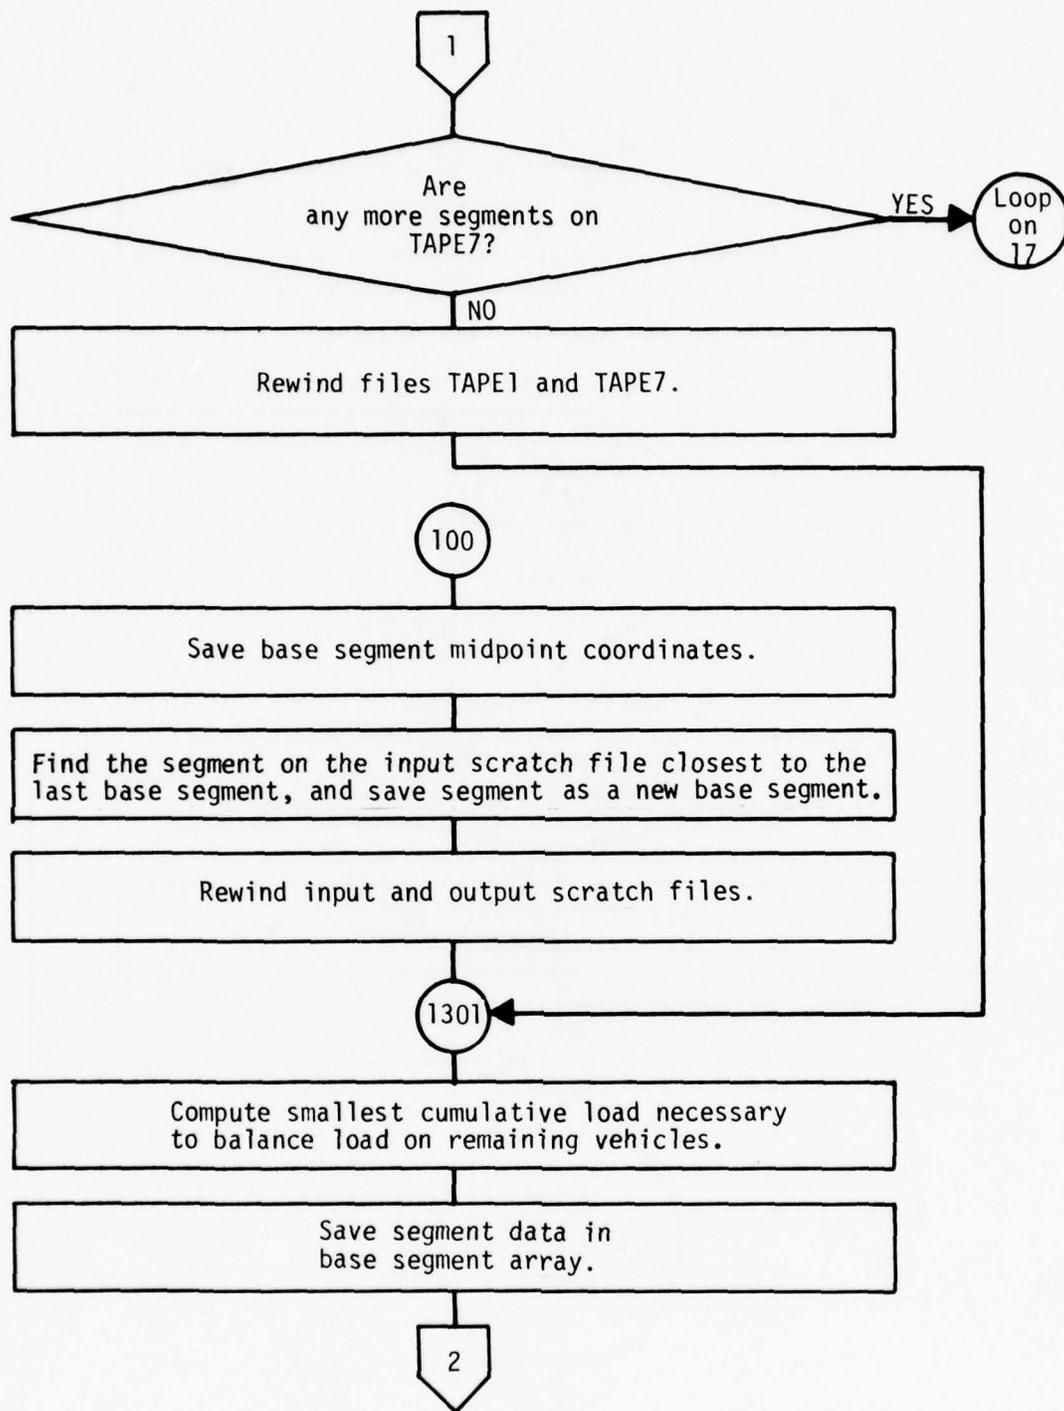 1
Are
any more segments on
TAPE7?
YES
Loop
on
17
NO
Rewind files TAPE1 and TAPE7.
100
Save base segment midpoint coordinates.
Find the segment on the input scratch file closest to the
last base segment, and save segment as a new base segment.
Rewind input and output scratch files.
1301
Compute smallest cumulative load necessary
to balance load on remaining vehicles.
Save segment data in
base segment array.
2